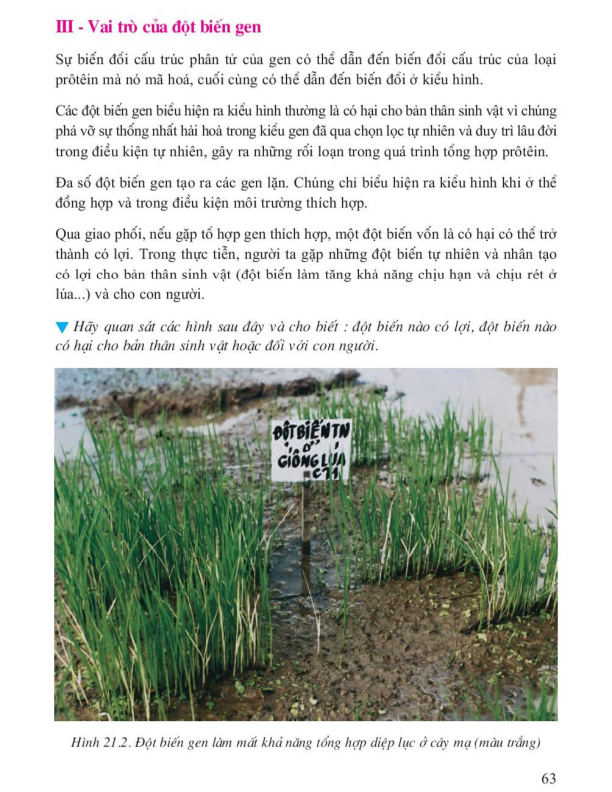 III - Vai trò của đột biến gen
Sự biến đổi cấu trúc phân tử của gen có thể dẫn đến biến đổi cấu trúc của loại
prôtêin mà nó mã hoá, cuối cùng có thể dẫn đến biến đổi ở kiểu hình.
Các đột biến gen biểu hiện ra kiểu hình thường là có hại cho bản thân sinh vật vì chúng
phá vỡ sự thống nhất hài hoà trong kiểu gen đã qua chọn lọc tự nhiên và duy trì lâu đời
trong điều kiện tự nhiên, gây ra những rối loạn trong quá trình tổng hợp prôtêin.
Đa số đột biến gen tạo ra các gen lặn. Chúng chỉ biểu hiện ra kiểu hình khi ở thể
đồng hợp và trong điều kiện môi trường thích hợp.
Qua giao phối, nếu gặp tổ hợp gen thích hợp, một đột biến vốn là có hại có thể trở
thành có lợi. Trong thực tiễn, người ta gặp những đột biến tự nhiên và nhân tạo
có lợi cho bản thân sinh vật (đột biến làm tăng khả năng chịu hạn và chịu rét ở
lúa...) và cho con người.
▼ Hãy quan sát các hình sau đây và cho biết : đột biến nào có lợi, đột biến nào
có hại cho bản thân sinh vật hoặc đối với con người.
ĐỘT BIẾN TN
Ở
GIỐNG LÚA
C71
Hình 21.2. Đột biến gen làm mất khả năng tổng hợp diệp lục ở cây mạ (màu trắng)
63